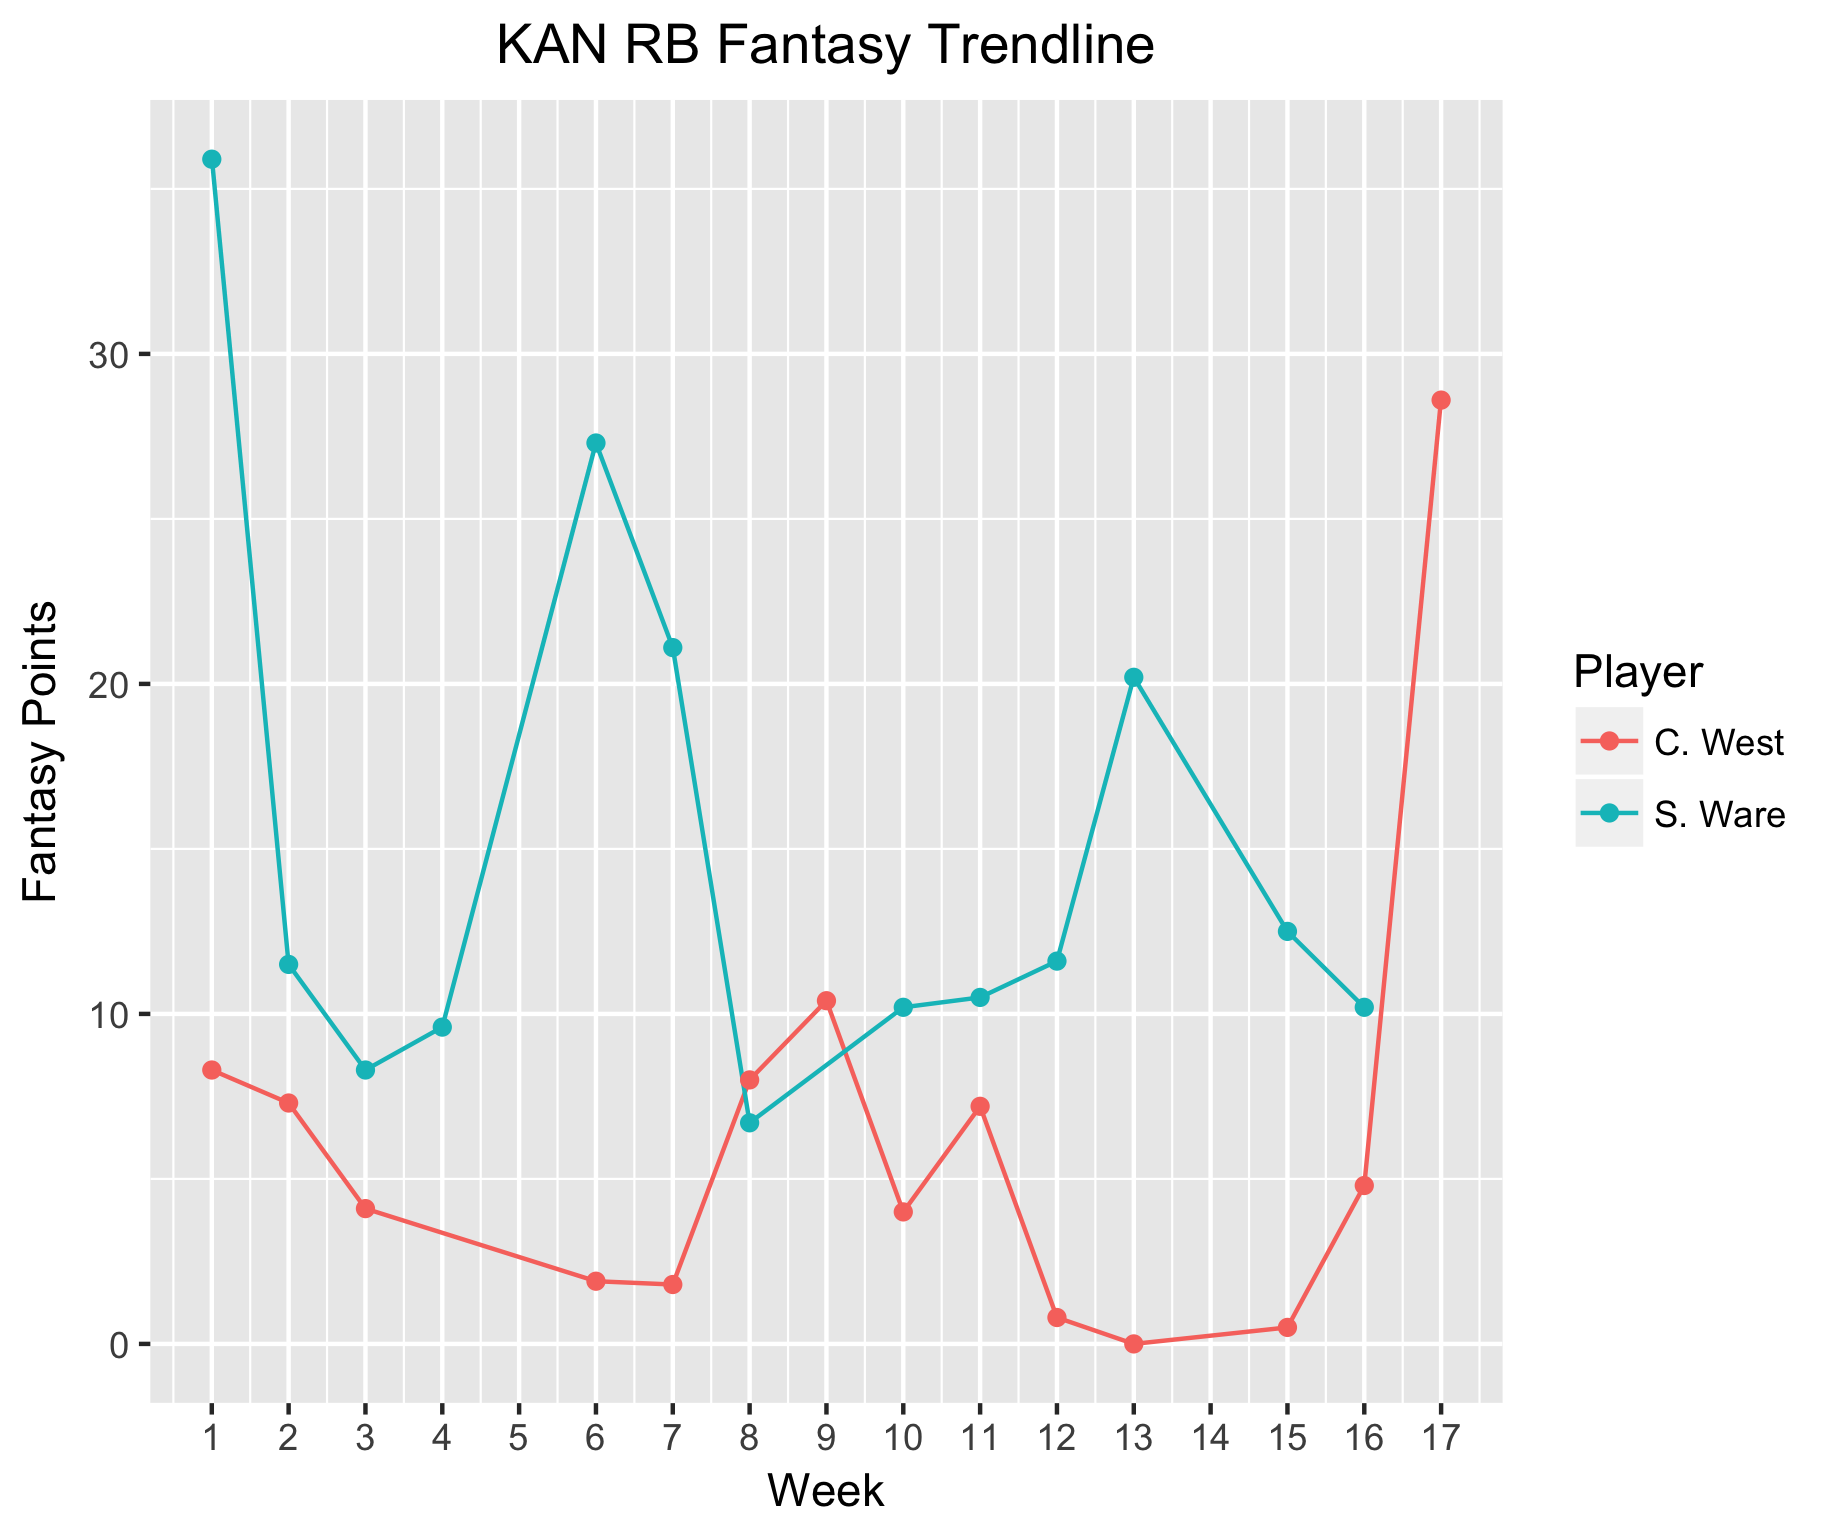 KAN RB Fantasy Trendline
Fantasy Points
30
20
10
0
1 2 3 4 5 6 7 8 9 10 11 12 13 14 15 16 17
Week
Player
C. West
S. Ware